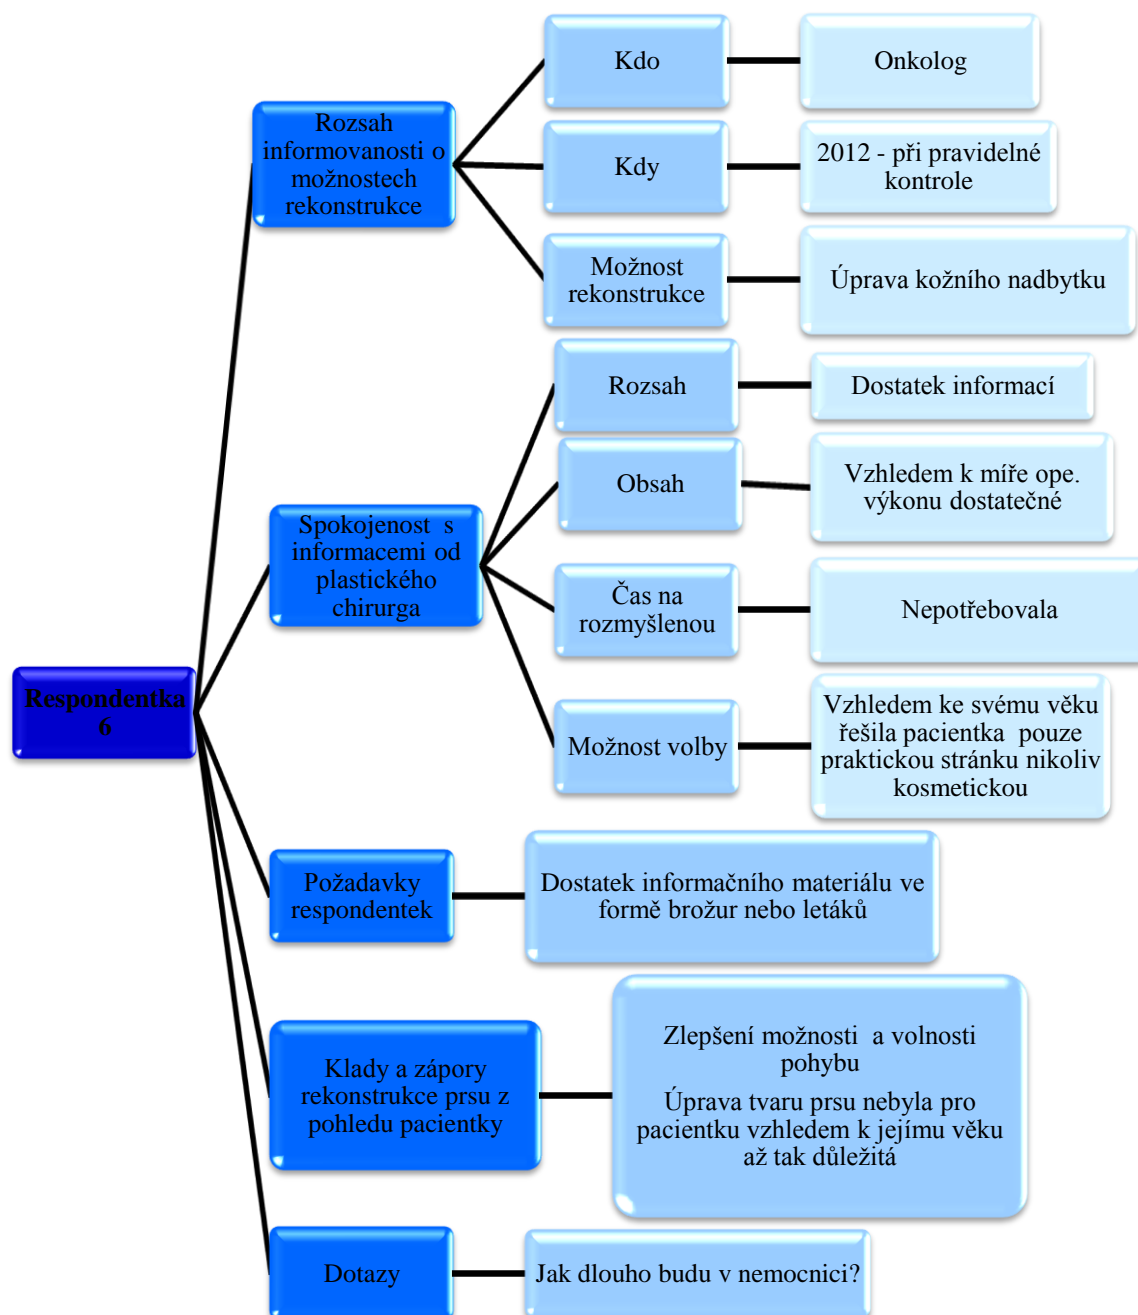 Respondentka
6
Rozsah
informovanosti o
možnostech
rekonstrukce
Kdo
Onkolog
Kdy
2012 - při pravidelné
kontrole
Možnost
rekonstrukce
Úprava kožního nadbytku
Spokojenost s
informacemi od
plastického
chirurga
Rozsah
Dostatek informací
Obsah
Vzhledem k míře ope.
výkonu dostatečné
Čas na
rozmyšlenou
Nepotřebovala
Možnost volby
Vzhledem ke svému věku
řešila pacientka pouze
praktickou stránku nikoliv
kosmetickou
Požadavky
respondentek
Dostatek informačního materiálu ve
formě brožur nebo letáků
Klady a zápory
rekonstrukce prsu z
pohledu pacientky
Zlepšení možnosti a volnosti
pohybu
Úprava tvaru prsu nebyla pro
pacientku vzhledem k jejímu věku
až tak důležitá
Dotazy
Jak dlouho budu v nemocnici?